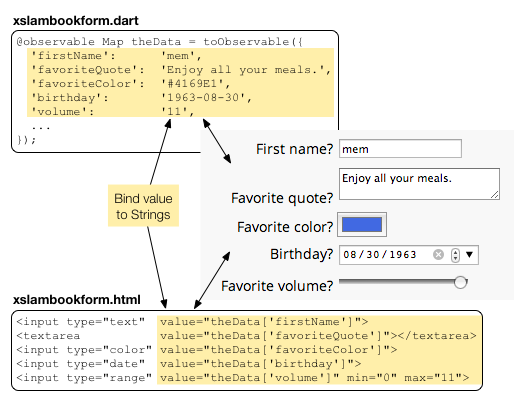 xslambookform.dart
@observable Map theData = toObservable({
'firstName': 'mem',
'favoriteQuote': 'Enjoy all your meals.',
'favoriteColor': '#4169E1',
'birthday': '1963-08-30',
'volume': '11',
...
});
First name? mem
Favorite quote? Enjoy all your meals.
Favorite color?
Birthday? 08/30/1963
Favorite volume?
Bind value
to Strings
xslambookform.html
<input type="text" value="theData['firstName']">
<textarea value="theData['favoriteQuote']"></textarea>
<input type="color" value="theData['favoriteColor']">
<input type="date" value="theData['birthday']">
<input type="range" value="theData['volume']" min="0" max="11">